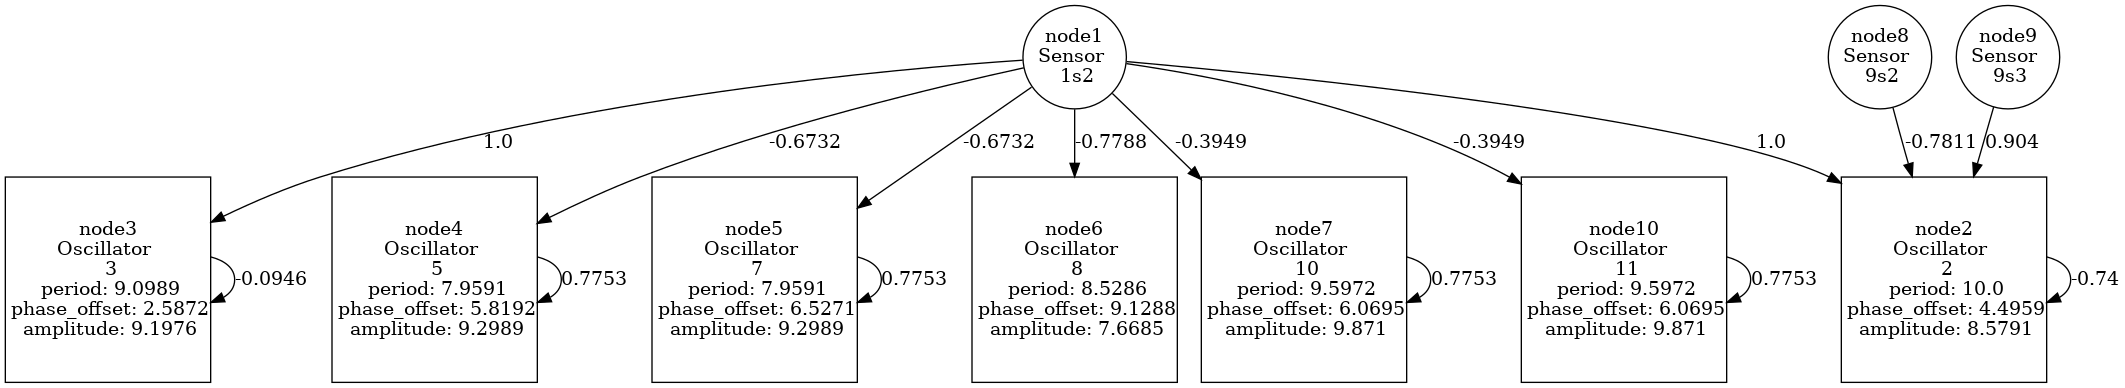 node1
Sensor
1s2
node8
Sensor
9s2
node9
Sensor
9s3
1.0
-0.6732
-0.6732
-0.7788
-0.3949
-0.3949
1.0
-0.7811
0.904
node3
Oscillator
3
period: 9.0989
phase_offset: 2.5872
amplitude: 9.1976
-0.0946
node4
Oscillator
5
period: 7.9591
phase_offset: 5.8192
amplitude: 9.2989
0.7753
node5
Oscillator
7
period: 7.9591
phase_offset: 6.5271
amplitude: 9.2989
0.7753
node6
Oscillator
8
period: 8.5286
phase_offset: 9.1288
amplitude: 7.6685
node7
Oscillator
10
period: 9.5972
phase_offset: 6.0695
amplitude: 9.871
0.7753
node10
Oscillator
11
period: 9.5972
phase_offset: 6.0695
amplitude: 9.871
0.7753
node2
Oscillator
2
period: 10.0
phase_offset: 4.4959
amplitude: 8.5791
-0.74